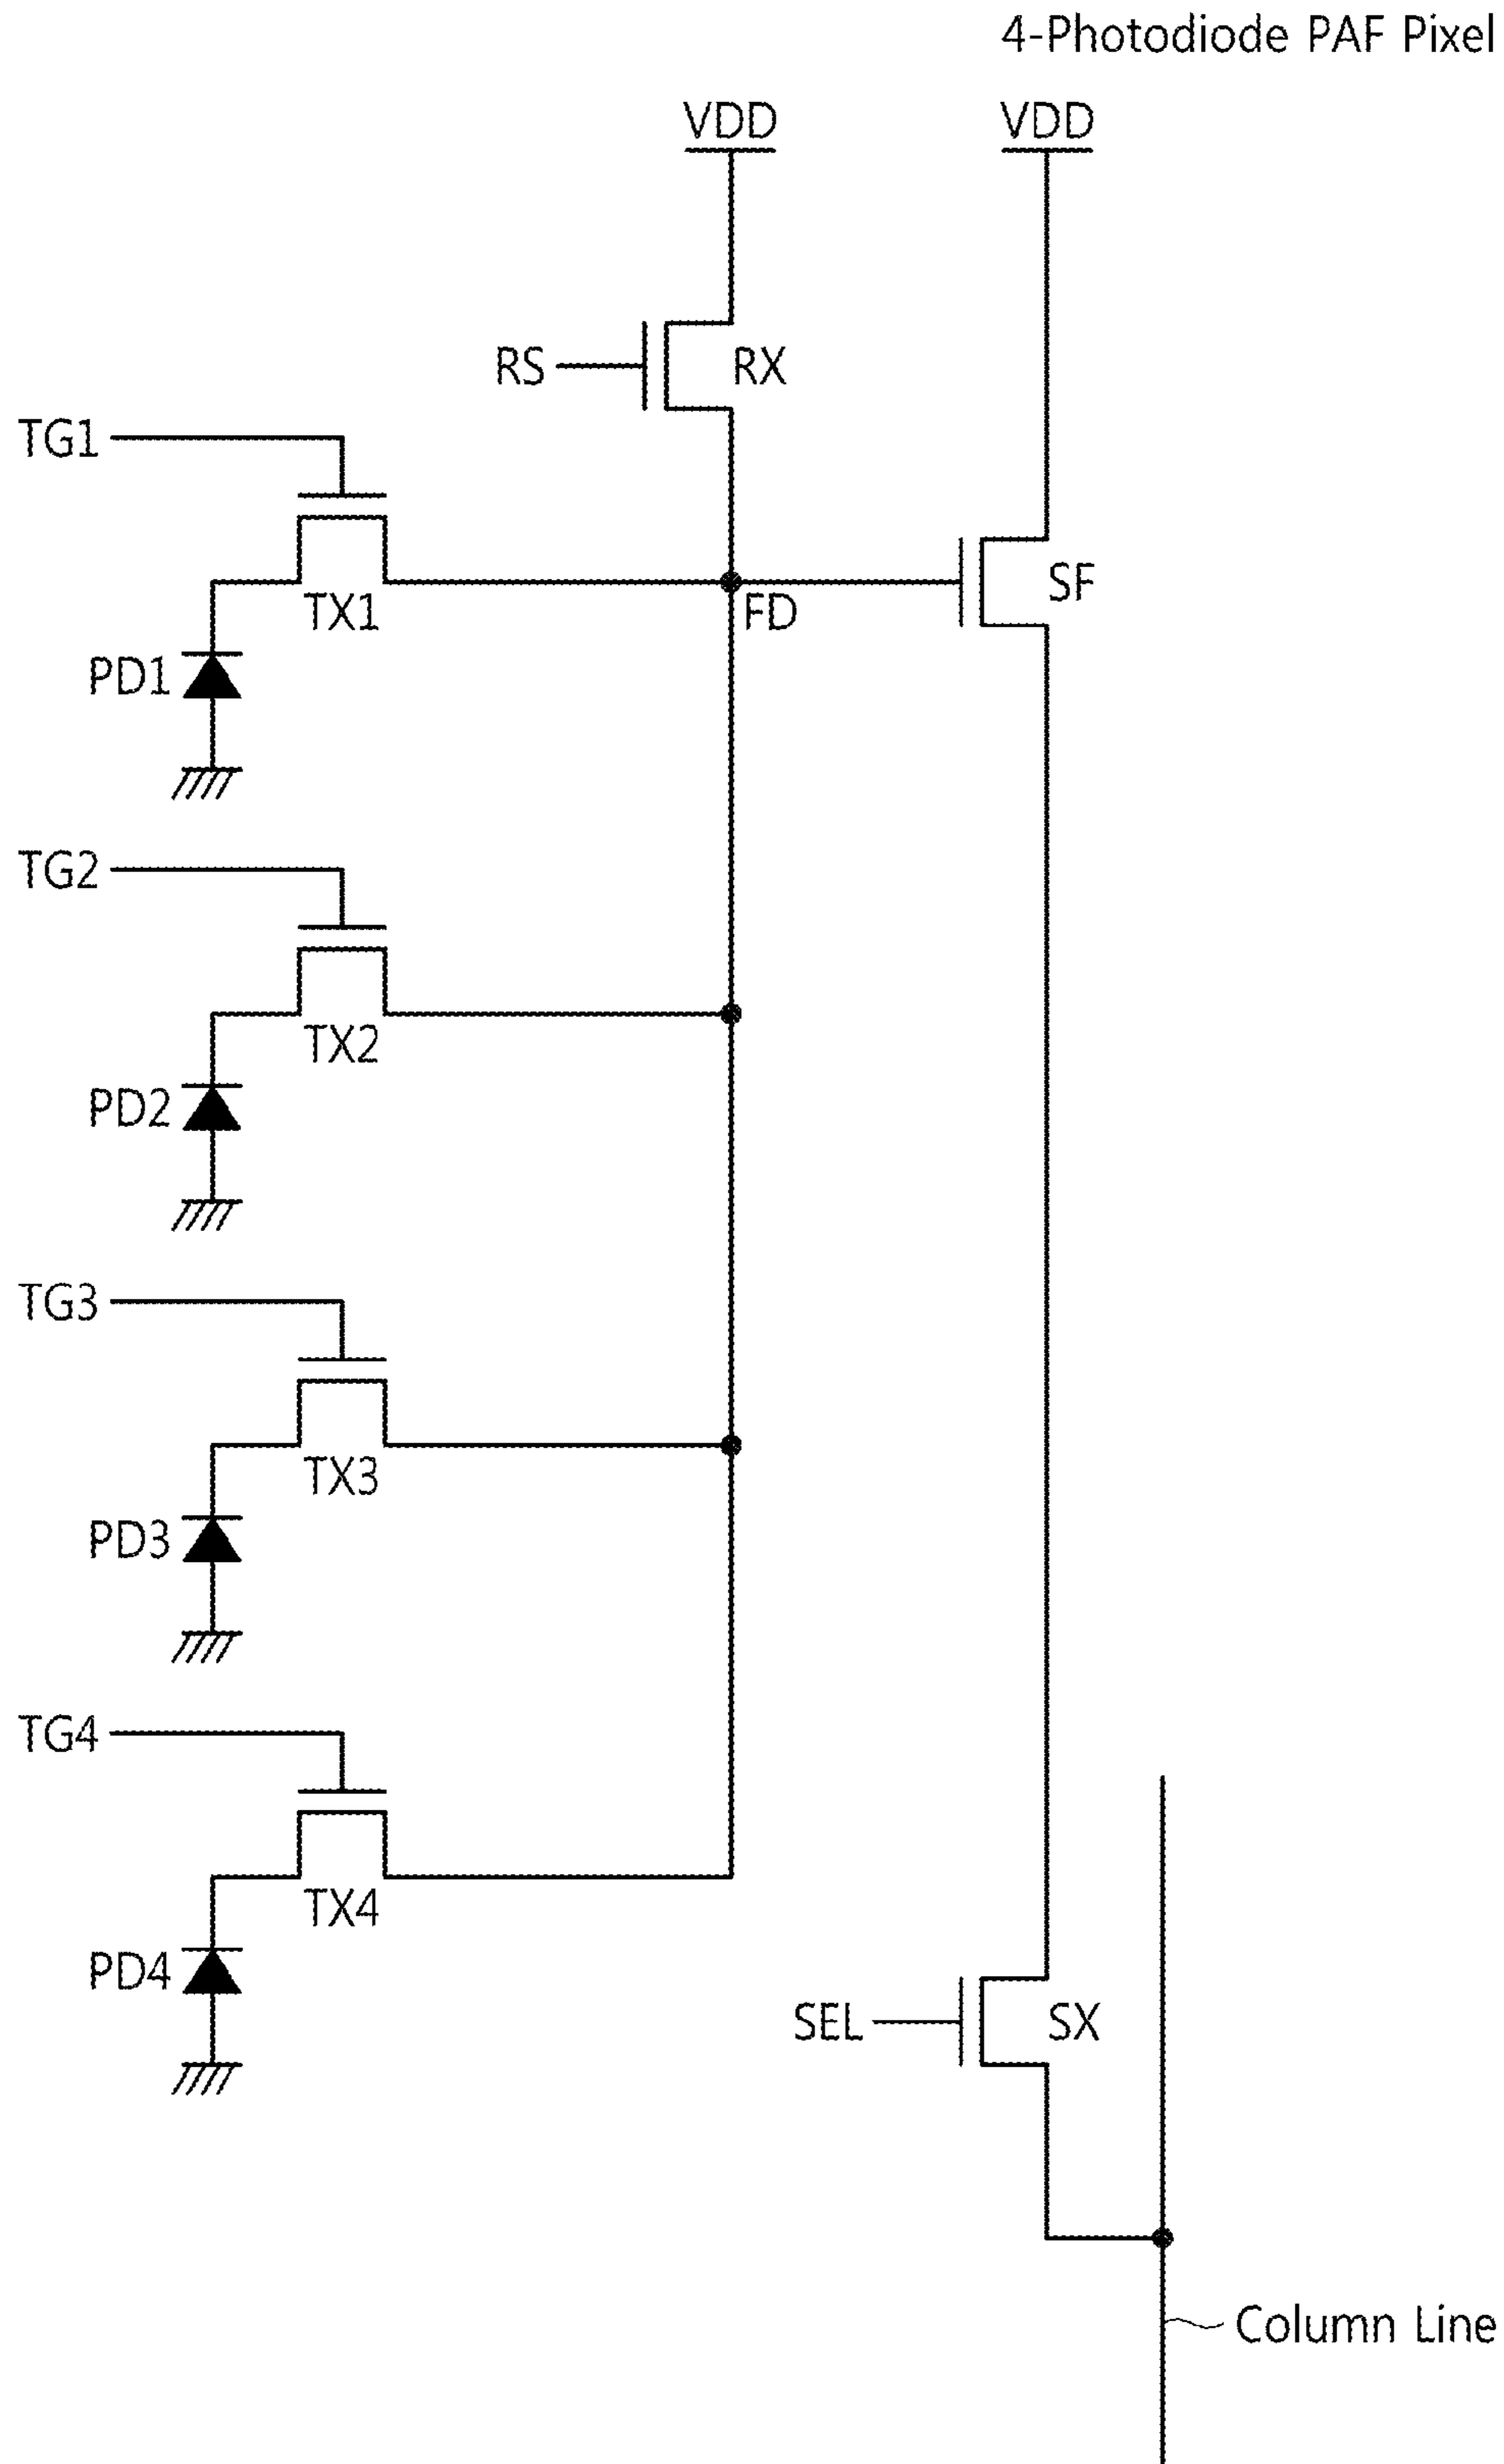 4-Photodiode PAF Pixel
VDD
VDD
RS
RX
TG1
TX1
FD
SF
PD1
TG2
TX2
PD2
TG3
TX3
PD3
TG4
TX4
PD4
SEL
SX
Column Line